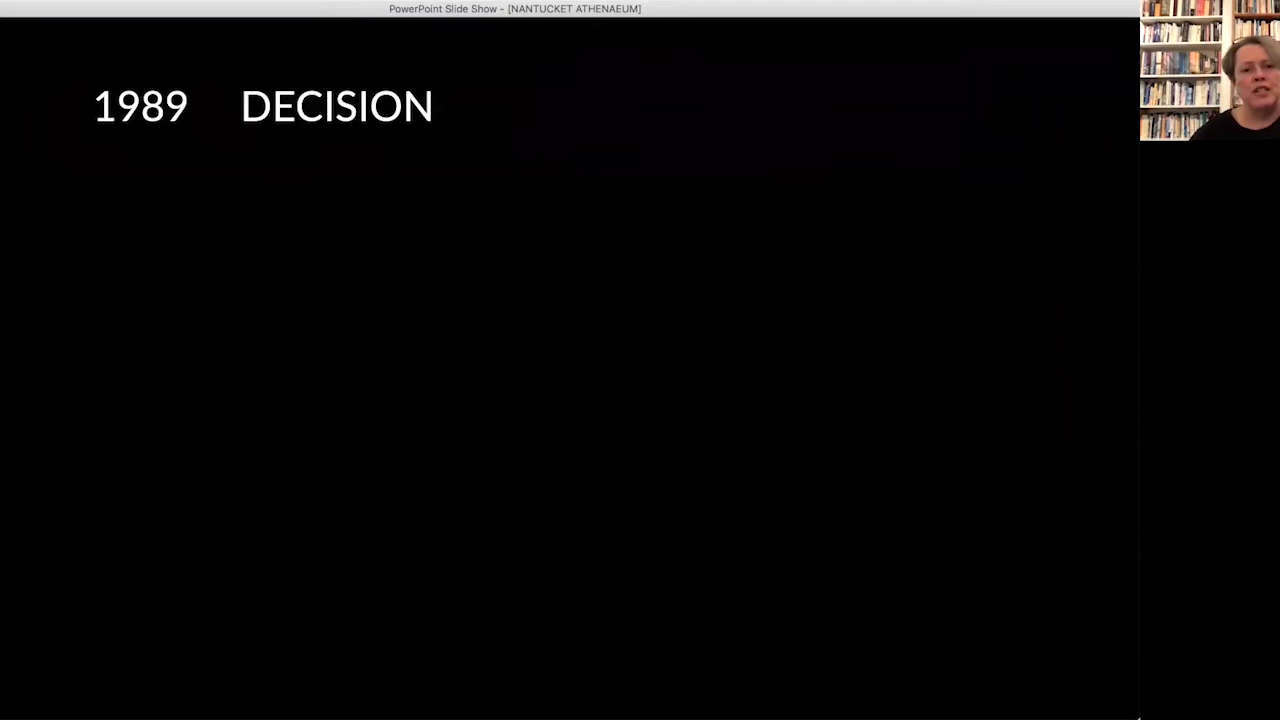 PowerPoint Slide Show - [NANTUCKET ATHENAEUM]
1989 DECISION